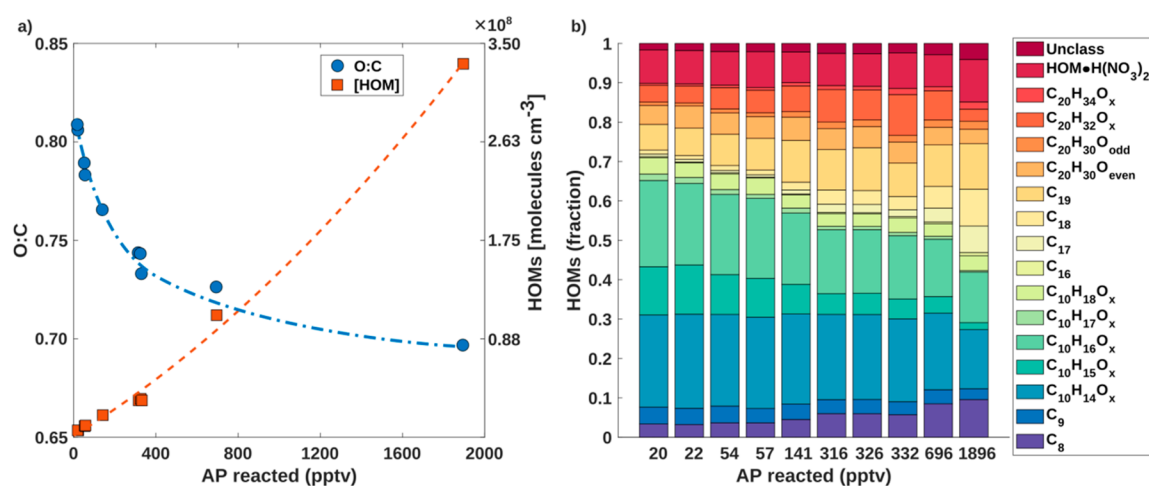 a)
×10⁸
0.85
3.50
O:C
[HOM]
0.80
2.63
O:C
0.75
1.75
HOMs [molecules cm⁻³]
0.70
0.88
0.65
0
0 400 800 1200 1600 2000
AP reacted (pptv)
b)
1
0.9
0.8
0.7
0.6
HOMs (fraction)
0.5
0.4
0.3
0.2
0.1
0
20 22 54 57 141 316 326 332 696 1896
AP reacted (pptv)
Unclass
HOM•H(NO₃)₂
C₂₀H₃₄Oₓ
C₂₀H₃₂Oₓ
C₂₀H₃₀O_odd
C₂₀H₃₀O_even
C₁₉
C₁₈
C₁₇
C₁₆
C₁₀H₁₈Oₓ
C₁₀H₁₇Oₓ
C₁₀H₁₆Oₓ
C₁₀H₁₅Oₓ
C₁₀H₁₄Oₓ
C₉
C₈